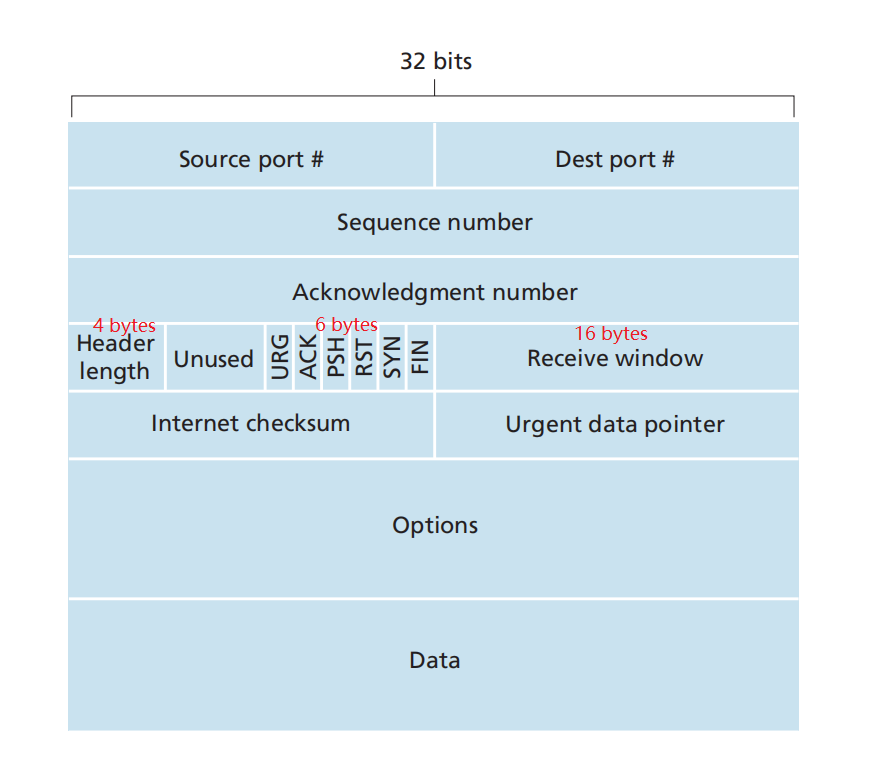 32 bits
Source port #
Dest port #
Sequence number
Acknowledgment number
4 bytes
6 bytes
16 bytes
Header
length
Unused
URG
ACK
PSH
RST
SYN
FIN
Receive window
Internet checksum
Urgent data pointer
Options
Data